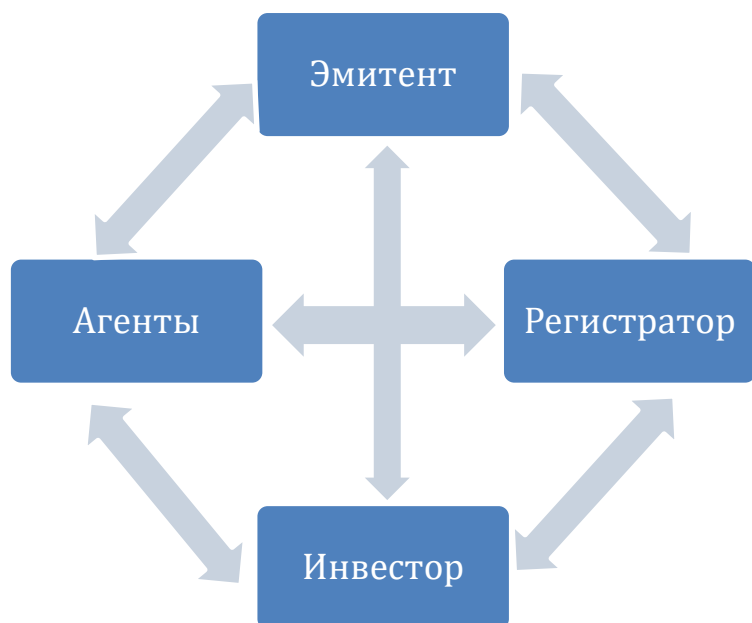 Эмитент
Агенты
Регистратор
Инвестор